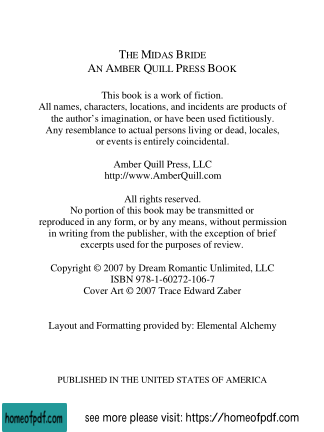 THE MIDAS BRIDE
AN AMBER QUILL PRESS BOOK
This book is a work of fiction.
All names, characters, locations, and incidents are products of
the author's imagination, or have been used fictitiously.
Any resemblance to actual persons living or dead, locales,
or events is entirely coincidental.
Amber Quill Press, LLC
http://www.AmberQuill.com
All rights reserved.
No portion of this book may be transmitted or
reproduced in any form, or by any means, without permission
in writing from the publisher, with the exception of brief
excerpts used for the purposes of review.
Copyright © 2007 by Dream Romantic Unlimited, LLC
ISBN 978-1-60272-106-7
Cover Art © 2007 Trace Edward Zaber
Layout and Formatting provided by: Elemental Alchemy
PUBLISHED IN THE UNITED STATES OF AMERICA
homeofpdf.com see more please visit: https://homeofpdf.com